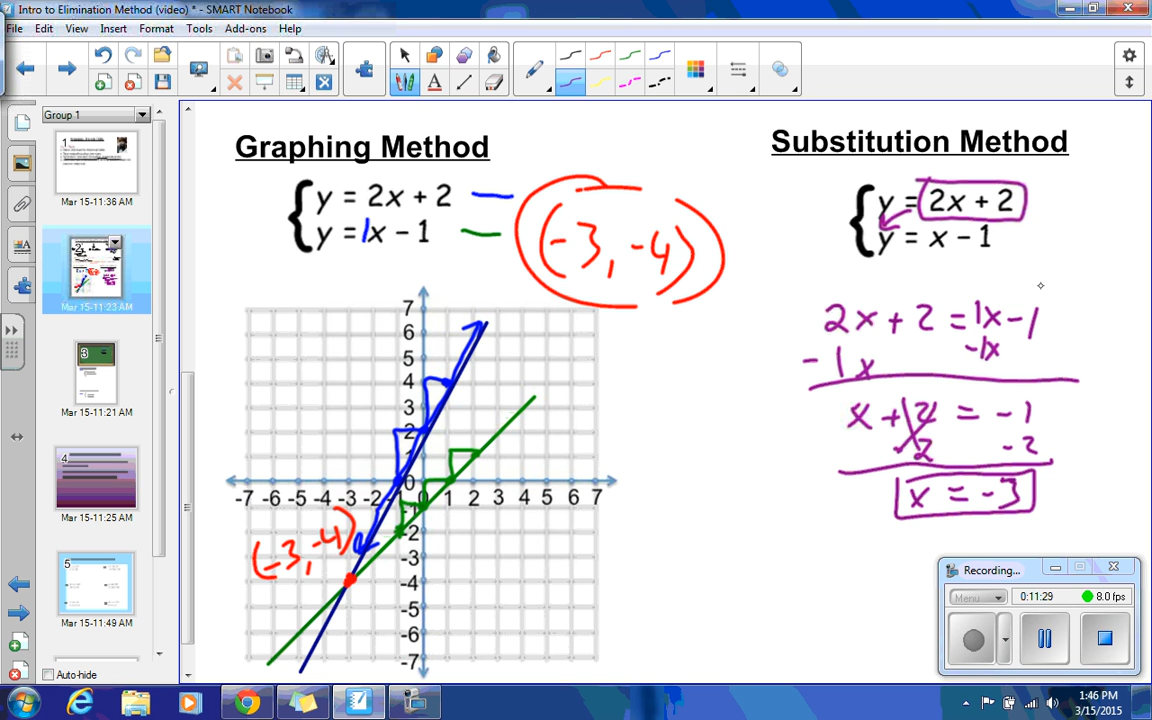 Intro to Elimination Method (video) * - SMART Notebook
File Edit View Insert Format Tools Add-ons Help
Group 1
1
Mar 15-11:36 AM
2
Mar 15-11:23 AM
3
Mar 15-11:21 AM
4
Mar 15-11:25 AM
5
Mar 15-11:49 AM
Auto-hide
Graphing Method
y = 2x + 2
y = 1x − 1
(-3, -4)
7
6
5
4
3
2
1
-7 -6 -5 -4 -3 -2 -1 0 1 2 3 4 5 6 7
-1
-2
-3
-4
-5
-6
-7
(-3, -4)
Substitution Method
y = 2x + 2
y = x − 1
2x + 2 = 1x - 1
-1x -1x
x + 2 = -1
-2 -2
x = -3
Recording...
Menu
0:11:29
8.0 fps
1:46 PM
3/15/2015